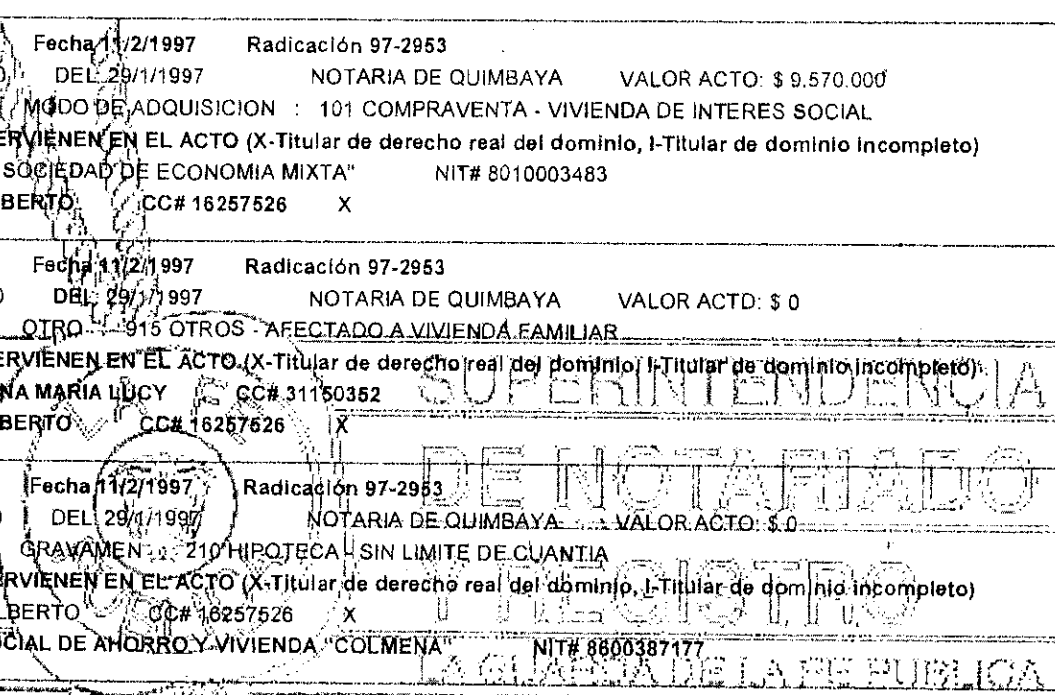 Fecha 11/2/1997 Radicación 97-2953
DEL: 29/1/1997 NOTARIA DE QUIMBAYA VALOR ACTO: $ 9.570.000
MODO DE ADQUISICION : 101 COMPRAVENTA - VIVIENDA DE INTERES SOCIAL
ERVIENEN EN EL ACTO (X-Titular de derecho real del dominio, I-Titular de dominio incompleto)
SOCIEDAD DE ECONOMIA MIXTA" NIT# 8010003483
BERTO CC# 16257526 X
Fecha 11/2/1997 Radicación 97-2953
DEL: 29/1/1997 NOTARIA DE QUIMBAYA VALOR ACTO: $ 0
OTRO : 915 OTROS - AFECTADO A VIVIENDA FAMILIAR
ERVIENEN EN EL ACTO (X-Titular de derecho real del dominio, I-Titular de dominio incompleto)
NA MARIA LUCY CC# 31150352
BERTO CC# 16257526 X
Fecha 11/2/1997 Radicación 97-2953
DEL: 29/1/1997 NOTARIA DE QUIMBAYA VALOR ACTO: $ 0
GRAVAMEN : 210 HIPOTECA - SIN LIMITE DE CUANTIA
ERVIENEN EN EL ACTO (X-Titular de derecho real del dominio, I-Titular de dominio incompleto)
LBERTO CC# 16257526 X
OCIAL DE AHORRO Y VIVIENDA "COLMENA" NIT# 8600387177
SUPERINTENDENCIA
DE NOTARIADO
Y REGISTRO
LA GUARDA DE LA FE PUBLICA